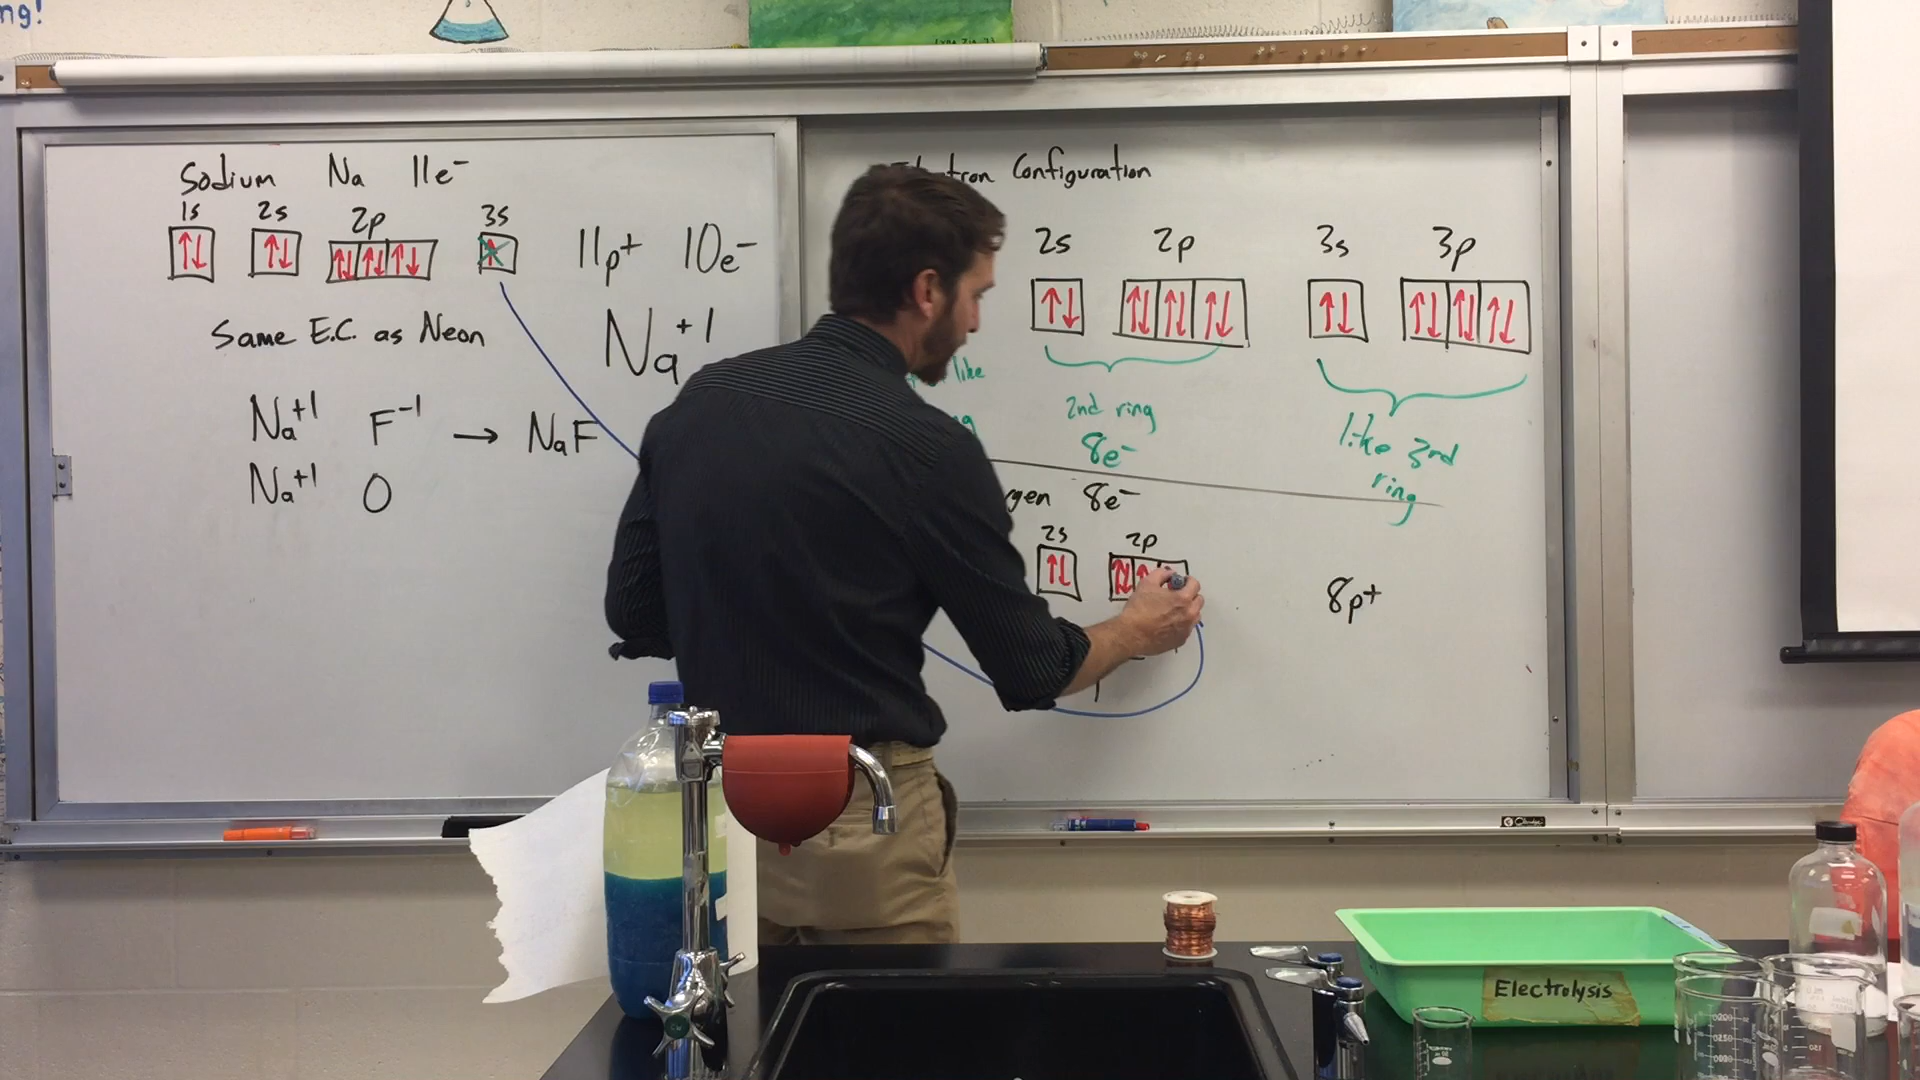 ng!
Sodium Na 11e⁻
1s 2s 2p 3s
11p⁺ 10e⁻
Na⁺¹
Same E.C. as Neon
Na⁺¹ F⁻¹ → NaF
Na⁺¹ O
tron Configuration
2s 2p 3s 3p
like
2nd ring
8e⁻
like 3rd
ring
gen 8e⁻
2s 2p
8p⁺
Electrolysis